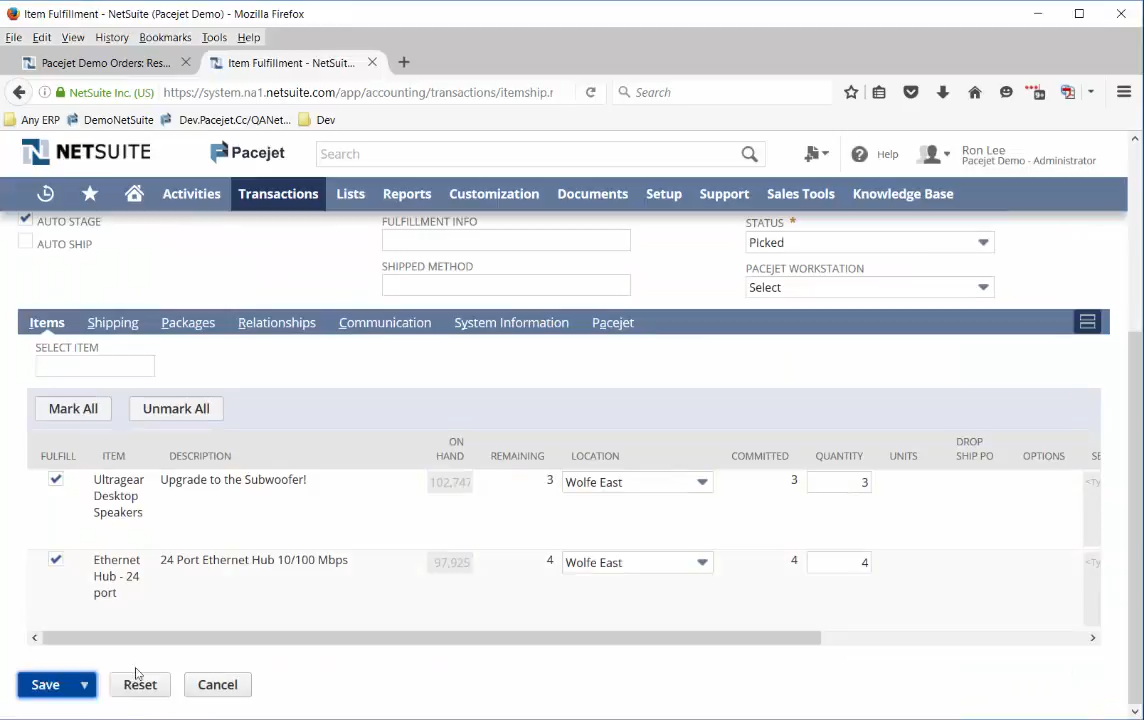 Item Fulfillment - NetSuite (Pacejet Demo) - Mozilla Firefox
File Edit View History Bookmarks Tools Help
Pacejet Demo Orders: Res... Item Fulfillment - NetSuit...
NetSuite Inc. (US) https://system.na1.netsuite.com/app/accounting/transactions/itemship.n Search
Any ERP DemoNetSuite Dev.Pacejet.Cc/QANet... Dev
NETSUITE Pacejet Search Help Ron Lee
Pacejet Demo - Administrator
Activities Transactions Lists Reports Customization Documents Setup Support Sales Tools Knowledge Base
AUTO STAGE FULFILLMENT INFO STATUS *
AUTO SHIP Picked
SHIPPED METHOD PACEJET WORKSTATION
Select
Items Shipping Packages Relationships Communication System Information Pacejet
SELECT ITEM
Mark All Unmark All
FULFILL ITEM DESCRIPTION ON HAND REMAINING LOCATION COMMITTED QUANTITY UNITS DROP SHIP PO OPTIONS SE
Ultragear Desktop Speakers Upgrade to the Subwoofer! 102,747 3 Wolfe East 3 3 <Ty
Ethernet Hub - 24 port 24 Port Ethernet Hub 10/100 Mbps 97,925 4 Wolfe East 4 4 <Ty
Save Reset Cancel